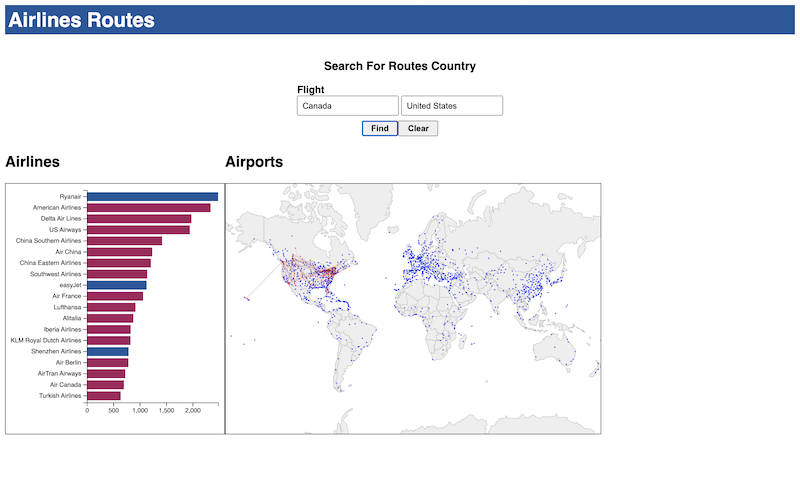 Airlines Routes
Search For Routes Country
Flight
Canada United States
Find Clear
Airlines Airports
Ryanair
American Airlines
Delta Air Lines
US Airways
China Southern Airlines
Air China
China Eastern Airlines
Southwest Airlines
easyJet
Air France
Lufthansa
Alitalia
Iberia Airlines
KLM Royal Dutch Airlines
Shenzhen Airlines
Air Berlin
AirTran Airways
Air Canada
Turkish Airlines
0 500 1,000 1,500 2,000